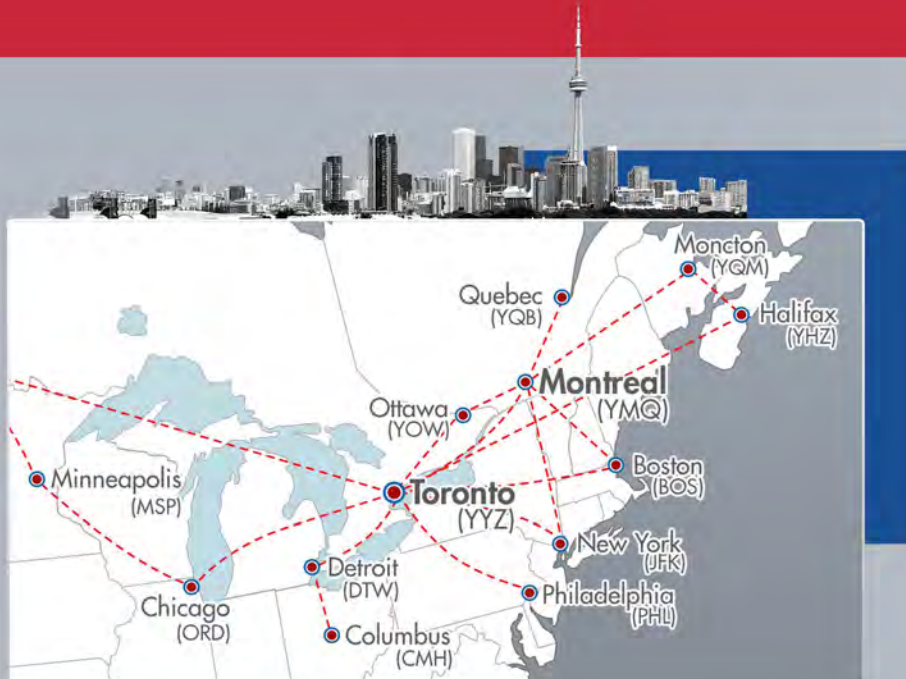 Moncton
(YQM)
Quebec
(YQB)
Halifax
(YHZ)
Montreal
(YMQ)
Ottawa
(YOW)
Boston
(BOS)
Minneapolis
(MSP)
Toronto
(YYZ)
New York
(JFK)
Detroit
(DTW)
Philadelphia
(PHL)
Chicago
(ORD)
Columbus
(CMH)